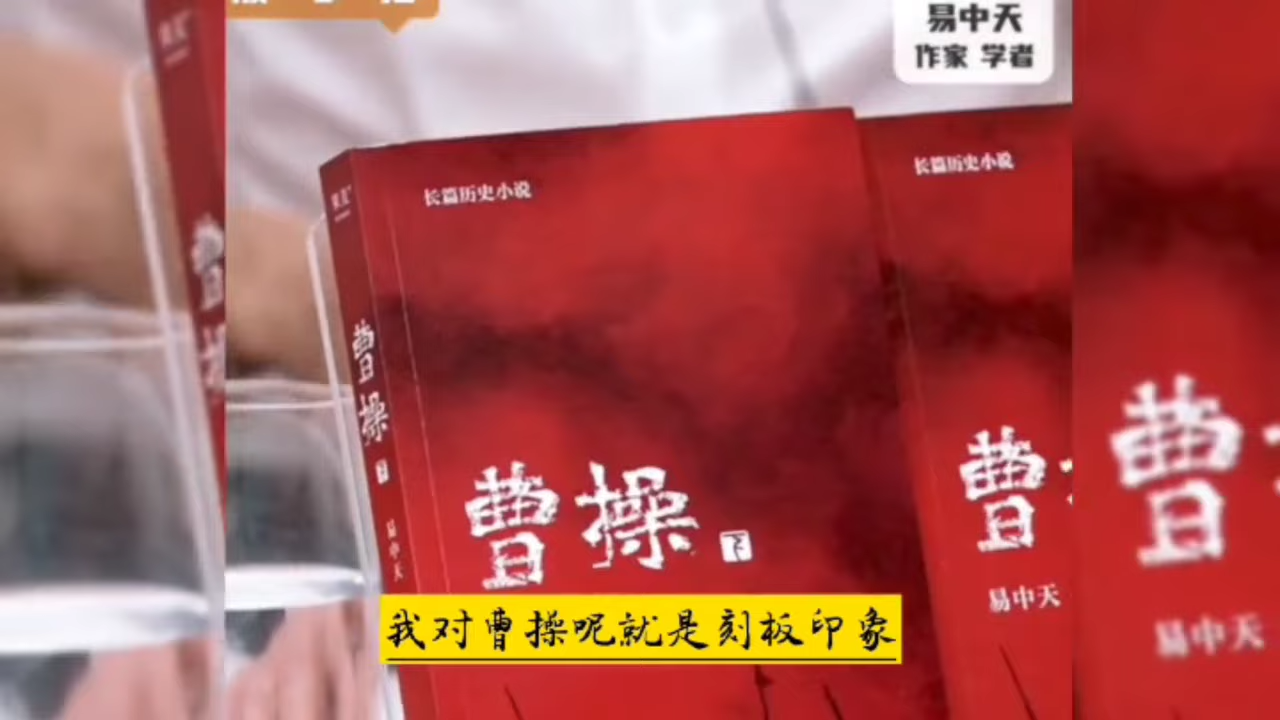 易中天
作家 学者
长篇历史小说
长篇历史小说
曹操
曹操 下
曹
曹
易中天
易中天
易中天
我对曹操呢就是刻板印象